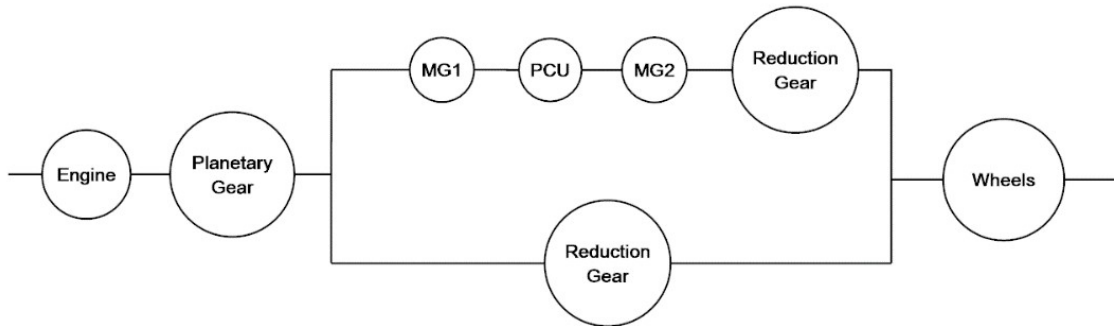 Engine
Planetary
Gear
MG1
PCU
MG2
Reduction
Gear
Reduction
Gear
Wheels